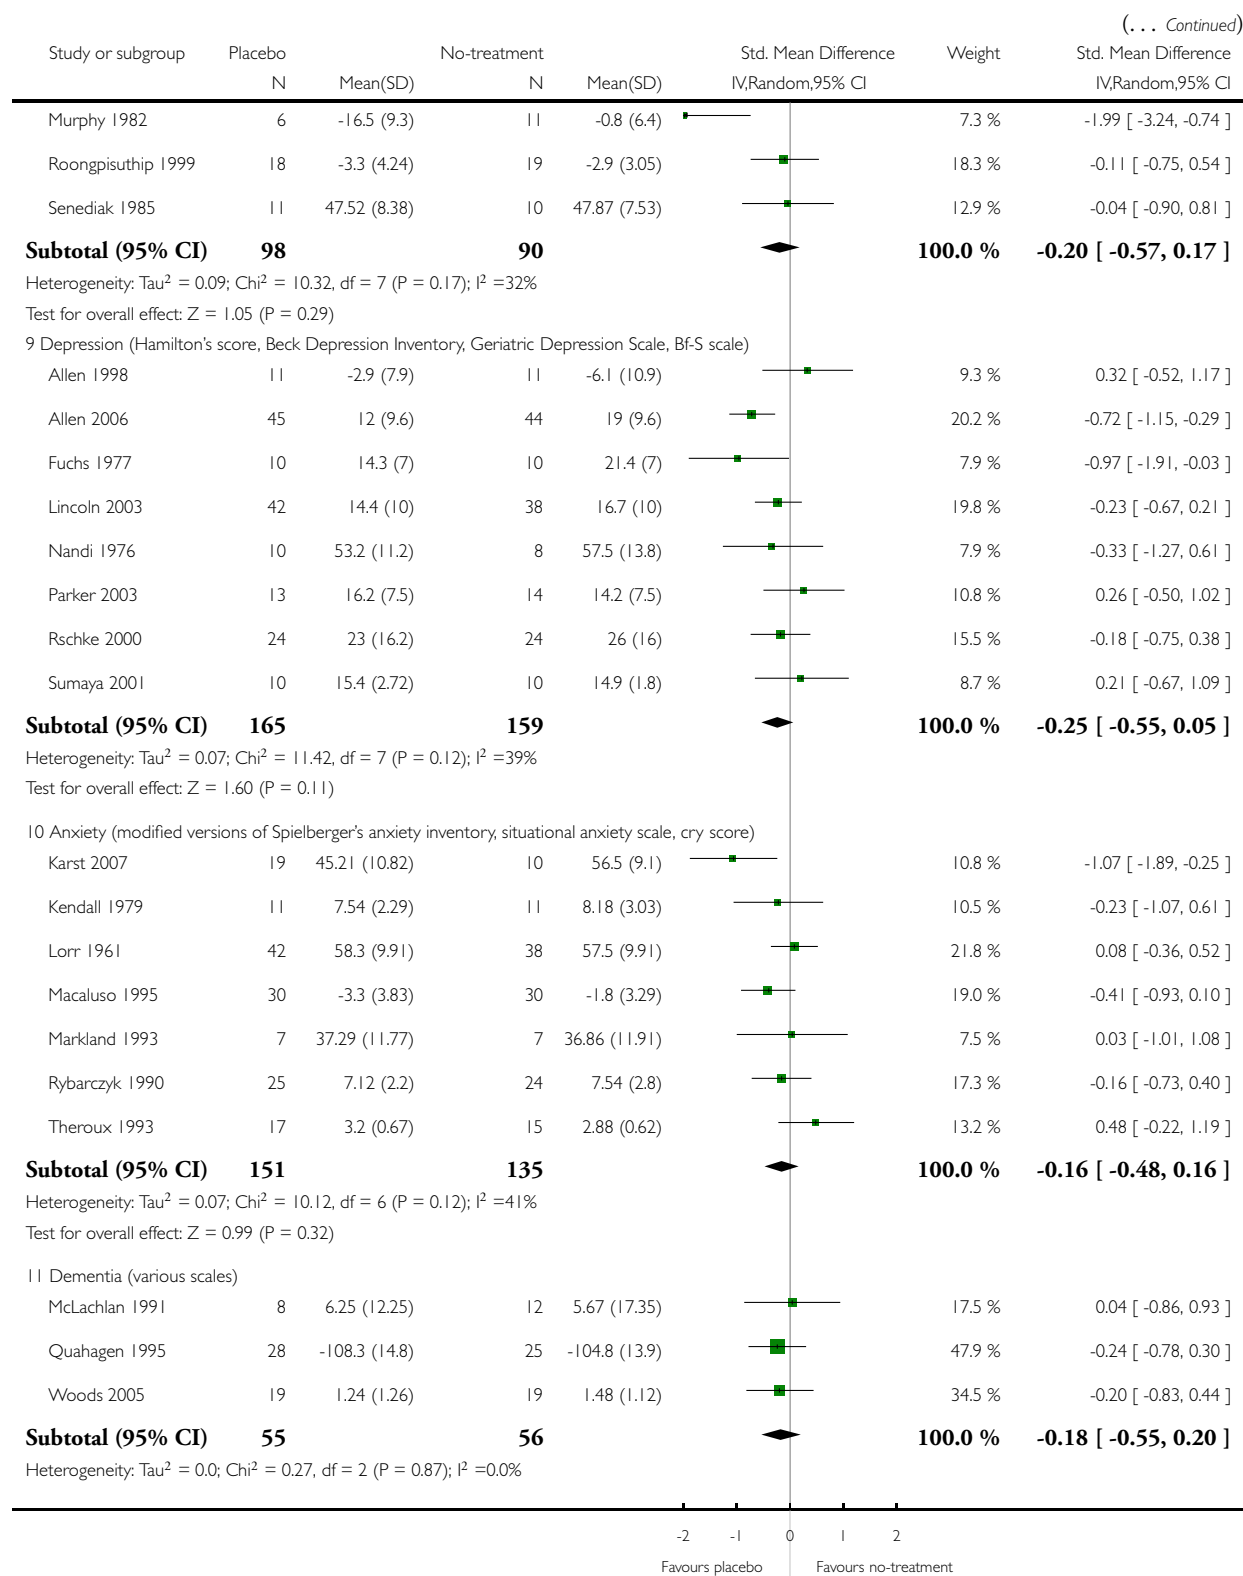 (. . . Continued)
Study or subgroup Placebo No-treatment Std. Mean Difference Weight Std. Mean Difference
N Mean(SD) N Mean(SD) IV,Random,95% CI IV,Random,95% CI
Murphy 1982 6 -16.5 (9.3) 11 -0.8 (6.4) 7.3 % -1.99 [ -3.24, -0.74 ]
Roongpisuthip 1999 18 -3.3 (4.24) 19 -2.9 (3.05) 18.3 % -0.11 [ -0.75, 0.54 ]
Senediak 1985 11 47.52 (8.38) 10 47.87 (7.53) 12.9 % -0.04 [ -0.90, 0.81 ]
Subtotal (95% CI) 98 90 100.0 % -0.20 [ -0.57, 0.17 ]
Heterogeneity: Tau² = 0.09; Chi² = 10.32, df = 7 (P = 0.17); I² =32%
Test for overall effect: Z = 1.05 (P = 0.29)
9 Depression (Hamilton's score, Beck Depression Inventory, Geriatric Depression Scale, Bf-S scale)
Allen 1998 11 -2.9 (7.9) 11 -6.1 (10.9) 9.3 % 0.32 [ -0.52, 1.17 ]
Allen 2006 45 12 (9.6) 44 19 (9.6) 20.2 % -0.72 [ -1.15, -0.29 ]
Fuchs 1977 10 14.3 (7) 10 21.4 (7) 7.9 % -0.97 [ -1.91, -0.03 ]
Lincoln 2003 42 14.4 (10) 38 16.7 (10) 19.8 % -0.23 [ -0.67, 0.21 ]
Nandi 1976 10 53.2 (11.2) 8 57.5 (13.8) 7.9 % -0.33 [ -1.27, 0.61 ]
Parker 2003 13 16.2 (7.5) 14 14.2 (7.5) 10.8 % 0.26 [ -0.50, 1.02 ]
Rschke 2000 24 23 (16.2) 24 26 (16) 15.5 % -0.18 [ -0.75, 0.38 ]
Sumaya 2001 10 15.4 (2.72) 10 14.9 (1.8) 8.7 % 0.21 [ -0.67, 1.09 ]
Subtotal (95% CI) 165 159 100.0 % -0.25 [ -0.55, 0.05 ]
Heterogeneity: Tau² = 0.07; Chi² = 11.42, df = 7 (P = 0.12); I² =39%
Test for overall effect: Z = 1.60 (P = 0.11)
10 Anxiety (modified versions of Spielberger's anxiety inventory, situational anxiety scale, cry score)
Karst 2007 19 45.21 (10.82) 10 56.5 (9.1) 10.8 % -1.07 [ -1.89, -0.25 ]
Kendall 1979 11 7.54 (2.29) 11 8.18 (3.03) 10.5 % -0.23 [ -1.07, 0.61 ]
Lorr 1961 42 58.3 (9.91) 38 57.5 (9.91) 21.8 % 0.08 [ -0.36, 0.52 ]
Macaluso 1995 30 -3.3 (3.83) 30 -1.8 (3.29) 19.0 % -0.41 [ -0.93, 0.10 ]
Markland 1993 7 37.29 (11.77) 7 36.86 (11.91) 7.5 % 0.03 [ -1.01, 1.08 ]
Rybarczyk 1990 25 7.12 (2.2) 24 7.54 (2.8) 17.3 % -0.16 [ -0.73, 0.40 ]
Theroux 1993 17 3.2 (0.67) 15 2.88 (0.62) 13.2 % 0.48 [ -0.22, 1.19 ]
Subtotal (95% CI) 151 135 100.0 % -0.16 [ -0.48, 0.16 ]
Heterogeneity: Tau² = 0.07; Chi² = 10.12, df = 6 (P = 0.12); I² =41%
Test for overall effect: Z = 0.99 (P = 0.32)
11 Dementia (various scales)
McLachlan 1991 8 6.25 (12.25) 12 5.67 (17.35) 17.5 % 0.04 [ -0.86, 0.93 ]
Quahagen 1995 28 -108.3 (14.8) 25 -104.8 (13.9) 47.9 % -0.24 [ -0.78, 0.30 ]
Woods 2005 19 1.24 (1.26) 19 1.48 (1.12) 34.5 % -0.20 [ -0.83, 0.44 ]
Subtotal (95% CI) 55 56 100.0 % -0.18 [ -0.55, 0.20 ]
Heterogeneity: Tau² = 0.0; Chi² = 0.27, df = 2 (P = 0.87); I² =0.0%
-2 -1 0 1 2
Favours placebo Favours no-treatment